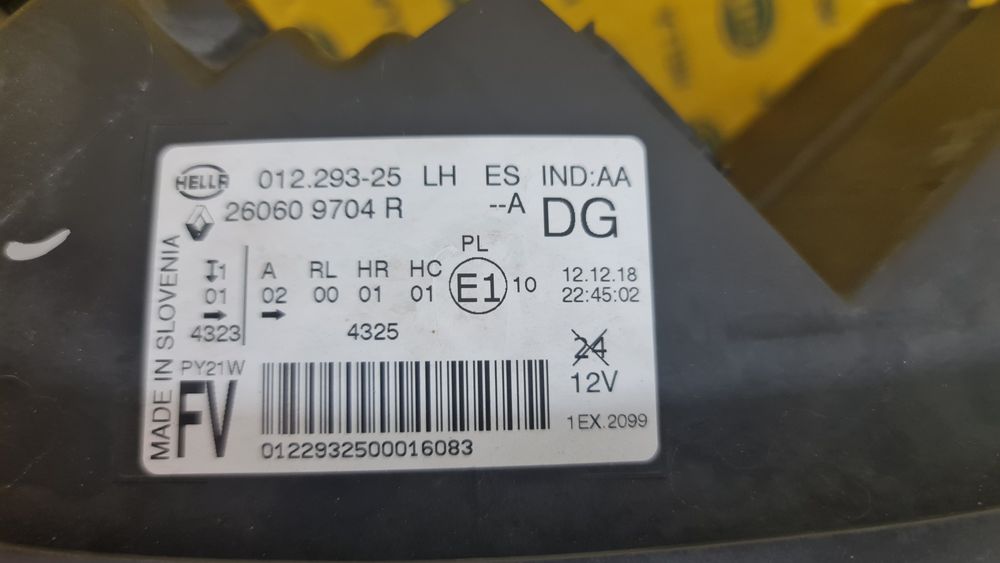 HELLA 012.293-25 LH ES IND:AA
26060 9704 R --A DG
MADE IN SLOVENIA
1 A RL HR HC PL
01 02 00 01 01 E1 10
4323 4325
12.12.18
22:45:02
24
12V
PY21W
FV
1EX.2099
0122932500016083